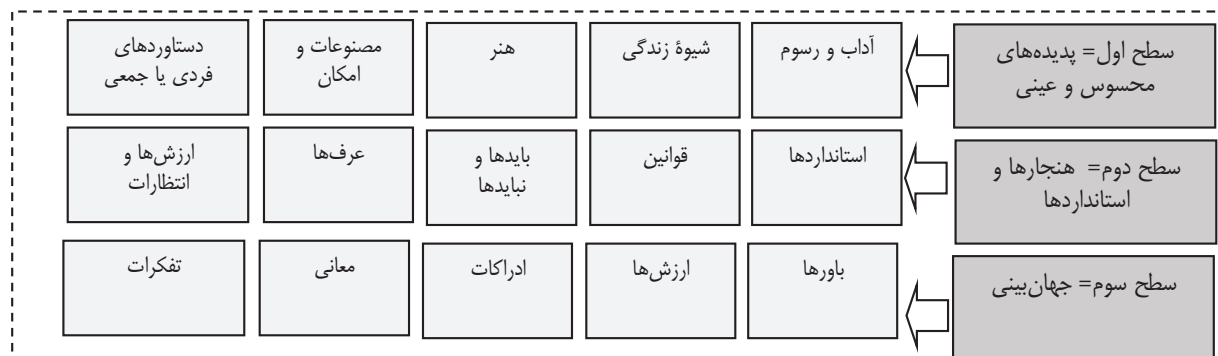 سطح اول= پدیده‌های
محسوس و عینی
آداب و رسوم
شیوۀ زندگی
هنر
مصنوعات و
امکان
دستاوردهای
فردی یا جمعی
سطح دوم= هنجارها و
استانداردها
استانداردها
قوانین
بایدها و
نبایدها
عرف‌ها
ارزش‌ها و
انتظارات
سطح سوم= جهان‌بینی
باورها
ارزش‌ها
ادراکات
معانی
تفکرات